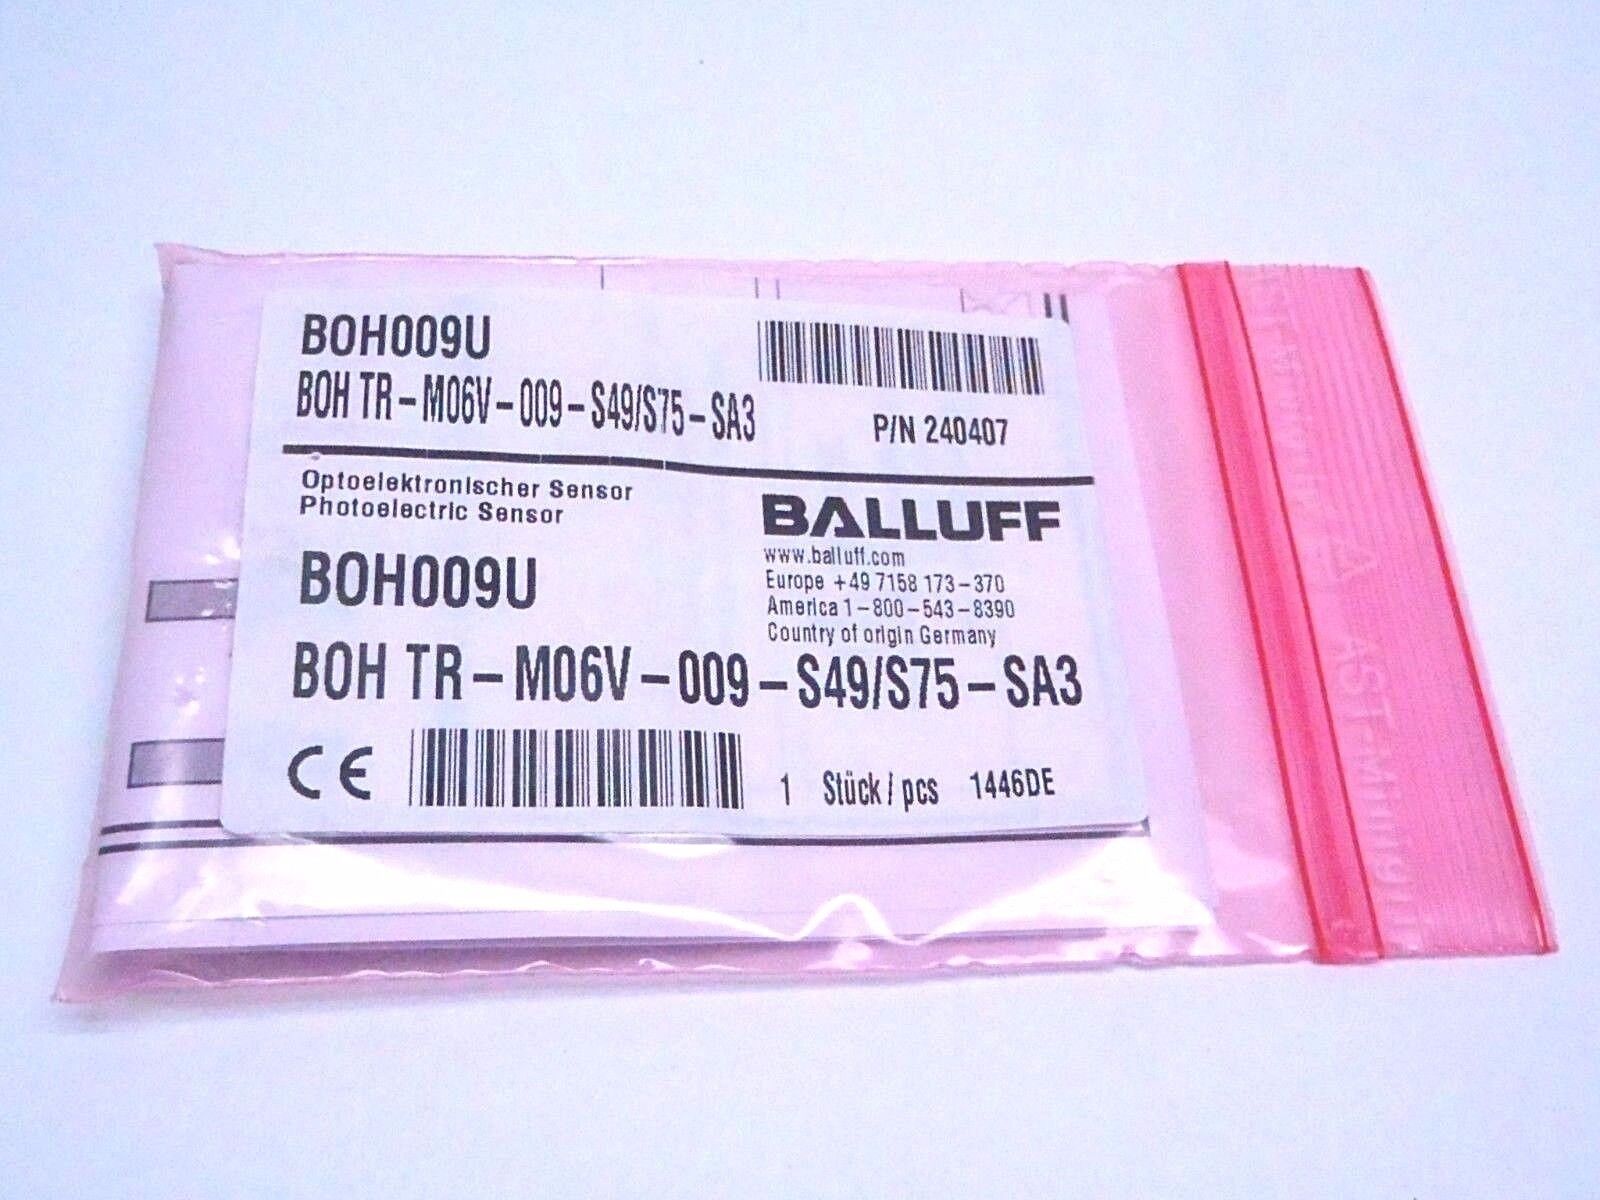 BOH009U
BOH TR-M06V-009-S49/S75-SA3
P/N 240407
Optoelektronischer Sensor
Photoelectric Sensor
BALLUFF
www.balluff.com
Europe +49 7158 173-370
America 1-800-543-8390
Country of origin Germany
BOH009U
BOH TR-M06V-009-S49/S75-SA3
CE
1 Stück / pcs 1446DE